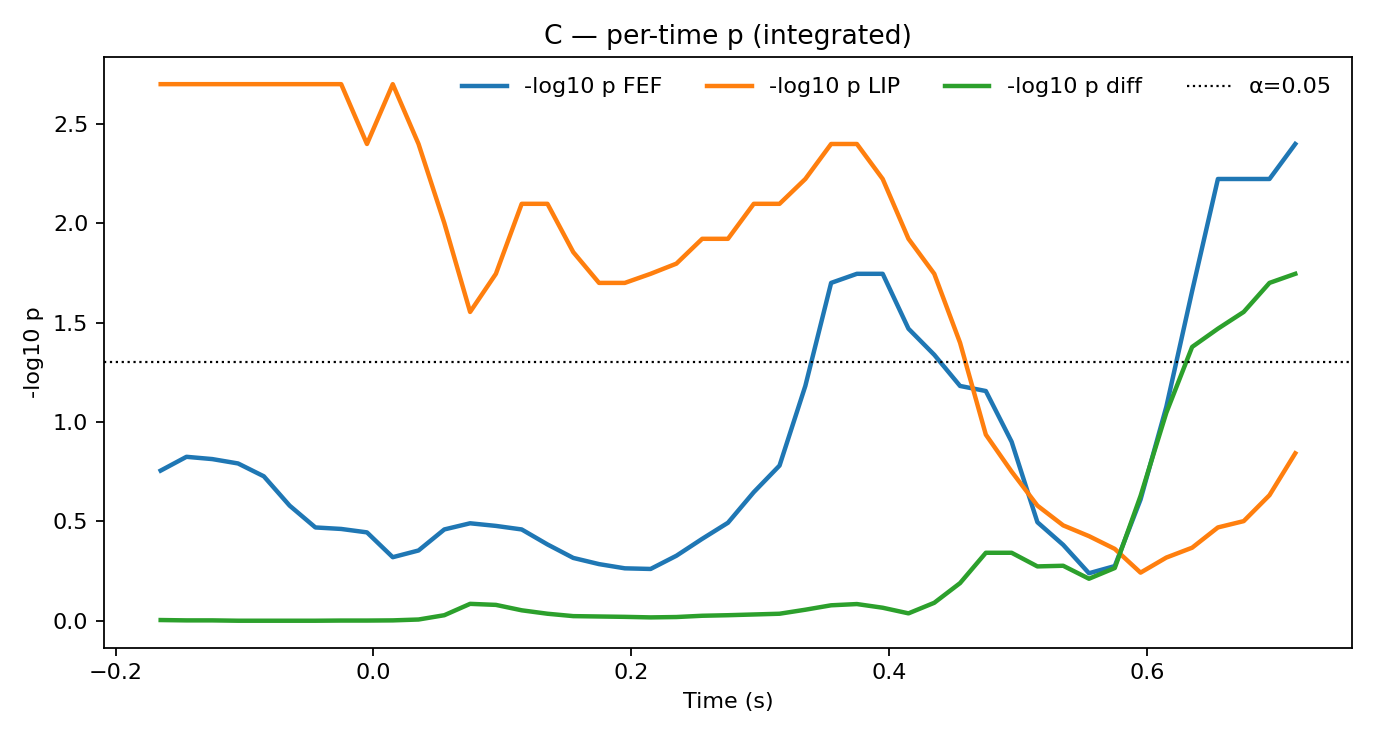 C — per-time p (integrated)
-log10 p FEF
-log10 p LIP
-log10 p diff
α=0.05
2.5
2.0
1.5
1.0
0.5
0.0
-log10 p
−0.2
0.0
0.2
0.4
0.6
Time (s)